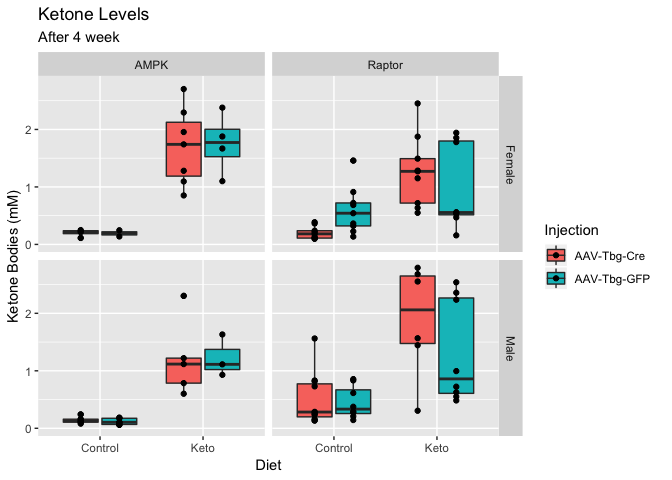 Ketone Levels
After 4 week
AMPK
Raptor
2
1
0
Female
Ketone Bodies (mM)
2
1
0
Male
Control
Keto
Control
Keto
Diet
Injection
AAV-Tbg-Cre
AAV-Tbg-GFP